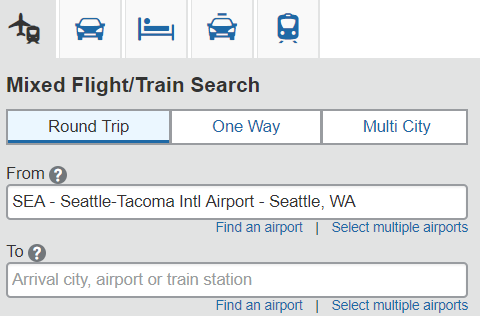 Mixed Flight/Train Search
Round Trip One Way Multi City
From ?
SEA - Seattle-Tacoma Intl Airport - Seattle, WA
Find an airport | Select multiple airports
To ?
Arrival city, airport or train station
Find an airport | Select multiple airports